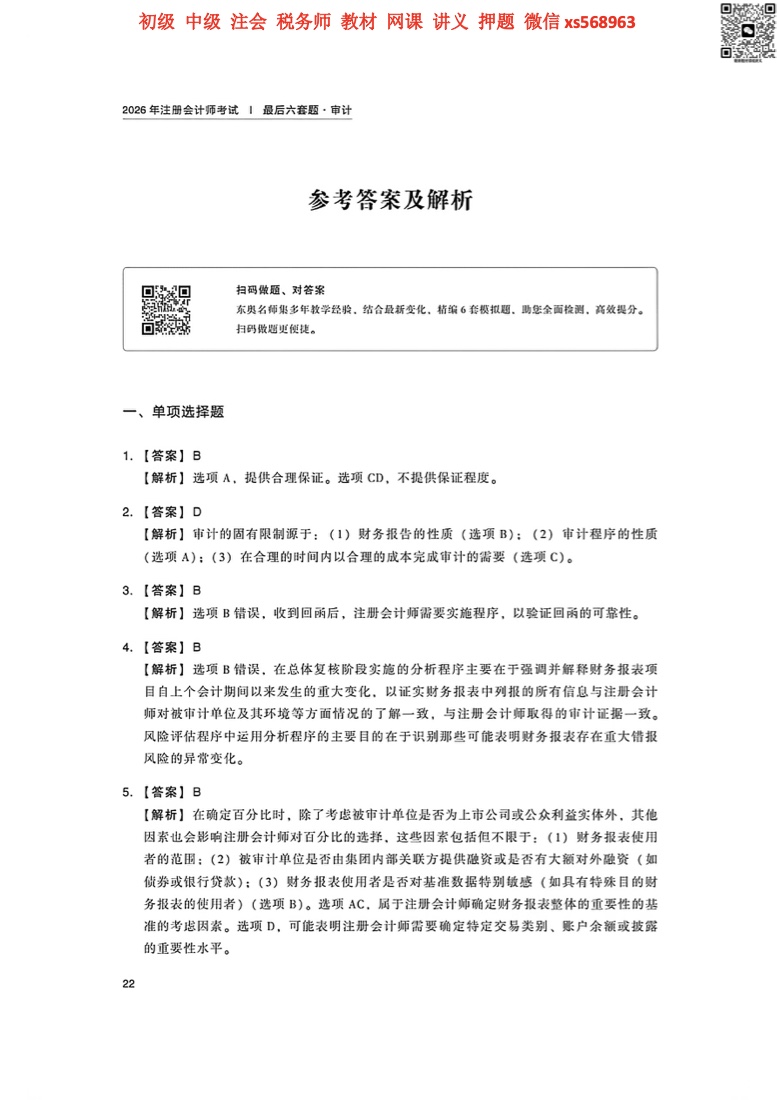 初级 中级 注会 税务师 教材 网课 讲义 押题 微信 xs568963
2026 年注册会计师考试 | 最后六套题·审计
参考答案及解析
扫码做题、对答案
东奥名师集多年教学经验，结合最新变化，精编 6 套模拟题，助您全面检测，高效提分。
扫码做题更便捷。
一、单项选择题
1.【答案】B
【解析】选项 A，提供合理保证。选项 CD，不提供保证程度。
2.【答案】D
【解析】审计的固有限制源于：（1）财务报告的性质（选项 B）；（2）审计程序的性质
（选项 A）；（3）在合理的时间内以合理的成本完成审计的需要（选项 C）。
3.【答案】B
【解析】选项 B 错误，收到回函后，注册会计师需要实施程序，以验证回函的可靠性。
4.【答案】B
【解析】选项 B 错误，在总体复核阶段实施的分析程序主要在于强调并解释财务报表项
目自上个会计期间以来发生的重大变化，以证实财务报表中列报的所有信息与注册会计
师对被审计单位及其环境等方面情况的了解一致，与注册会计师取得的审计证据一致。
风险评估程序中运用分析程序的主要目的在于识别那些可能表明财务报表存在重大错报
风险的异常变化。
5.【答案】B
【解析】在确定百分比时，除了考虑被审计单位是否为上市公司或公众利益实体外，其他
因素也会影响注册会计师对百分比的选择，这些因素包括但不限于：（1）财务报表使用
者的范围；（2）被审计单位是否由集团内部关联方提供融资或是否有大额对外融资（如
债券或银行贷款）；（3）财务报表使用者是否对基准数据特别敏感（如具有特殊目的财
务报表的使用者）（选项 B）。选项 AC，属于注册会计师确定财务报表整体的重要性的基
准的考虑因素。选项 D，可能表明注册会计师需要确定特定交易类别、账户余额或披露
的重要性水平。
22